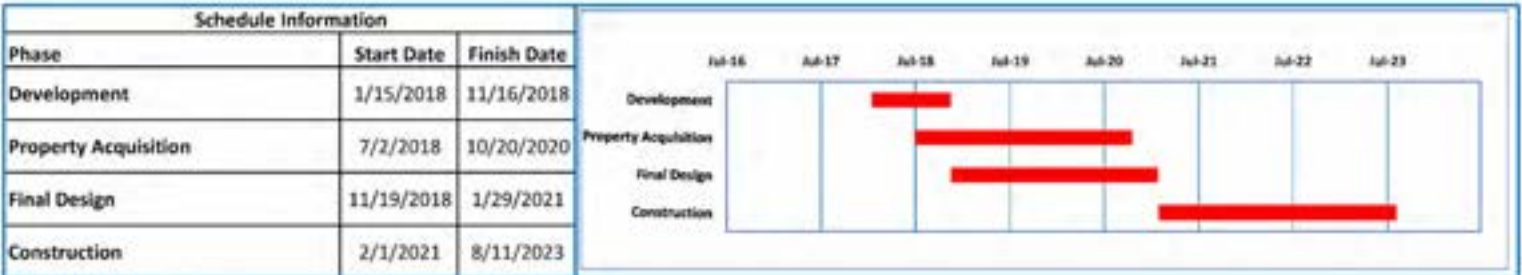 Schedule Information
Phase Start Date Finish Date
Development 1/15/2018 11/16/2018
Property Acquisition 7/2/2018 10/20/2020
Final Design 11/19/2018 1/29/2021
Construction 2/1/2021 8/11/2023
Jul-16 Jul-17 Jul-18 Jul-19 Jul-20 Jul-21 Jul-22 Jul-23
Development
Property Acquisition
Final Design
Construction